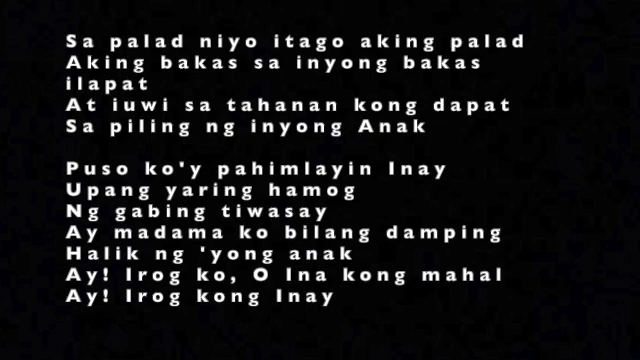 Sa palad niyo itago aking palad
Aking bakas sa inyong bakas
ilapat
At iuwi sa tahanan kong dapat
Sa piling ng inyong Anak
Puso ko'y pahimlayin Inay
Upang yaring hamog
Ng gabing tiwasay
Ay madama ko bilang damping
Halik ng 'yong anak
Ay! Irog ko, O Ina kong mahal
Ay! Irog kong Inay